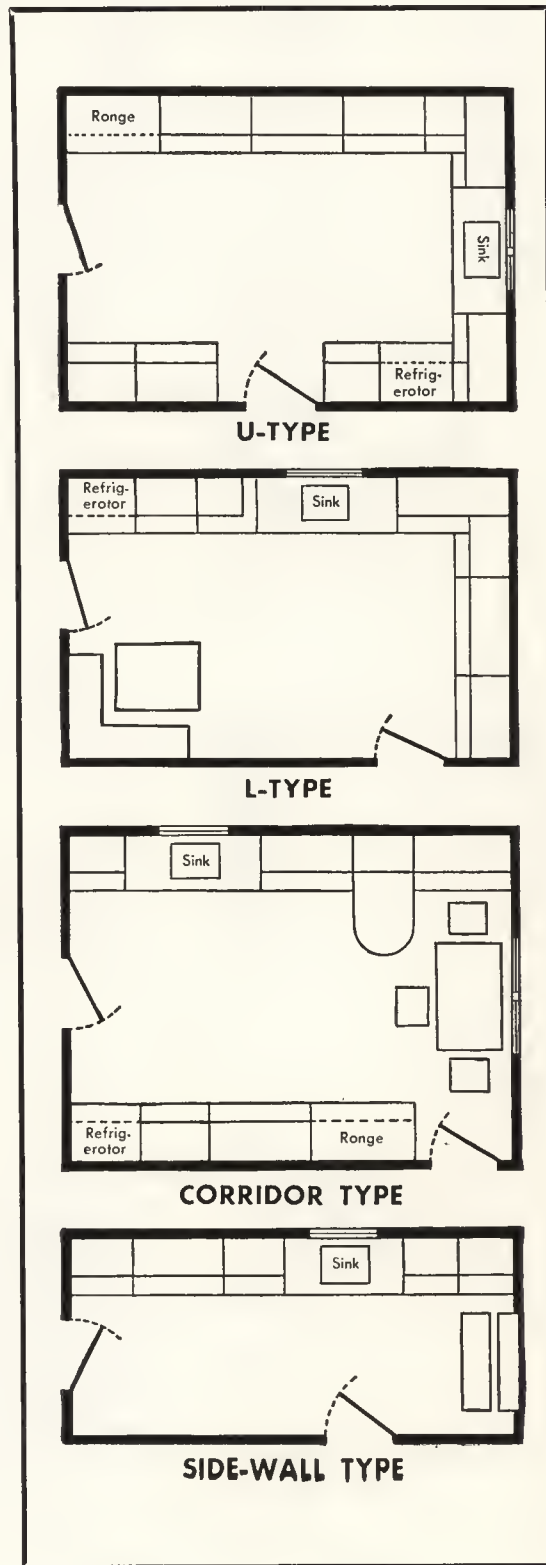 Ronge
Sink
Refrig-
erotor
U-TYPE
Refrig-
erotor
Sink
L-TYPE
Sink
Refrig-
erotor
Ronge
CORRIDOR TYPE
Sink
SIDE-WALL TYPE